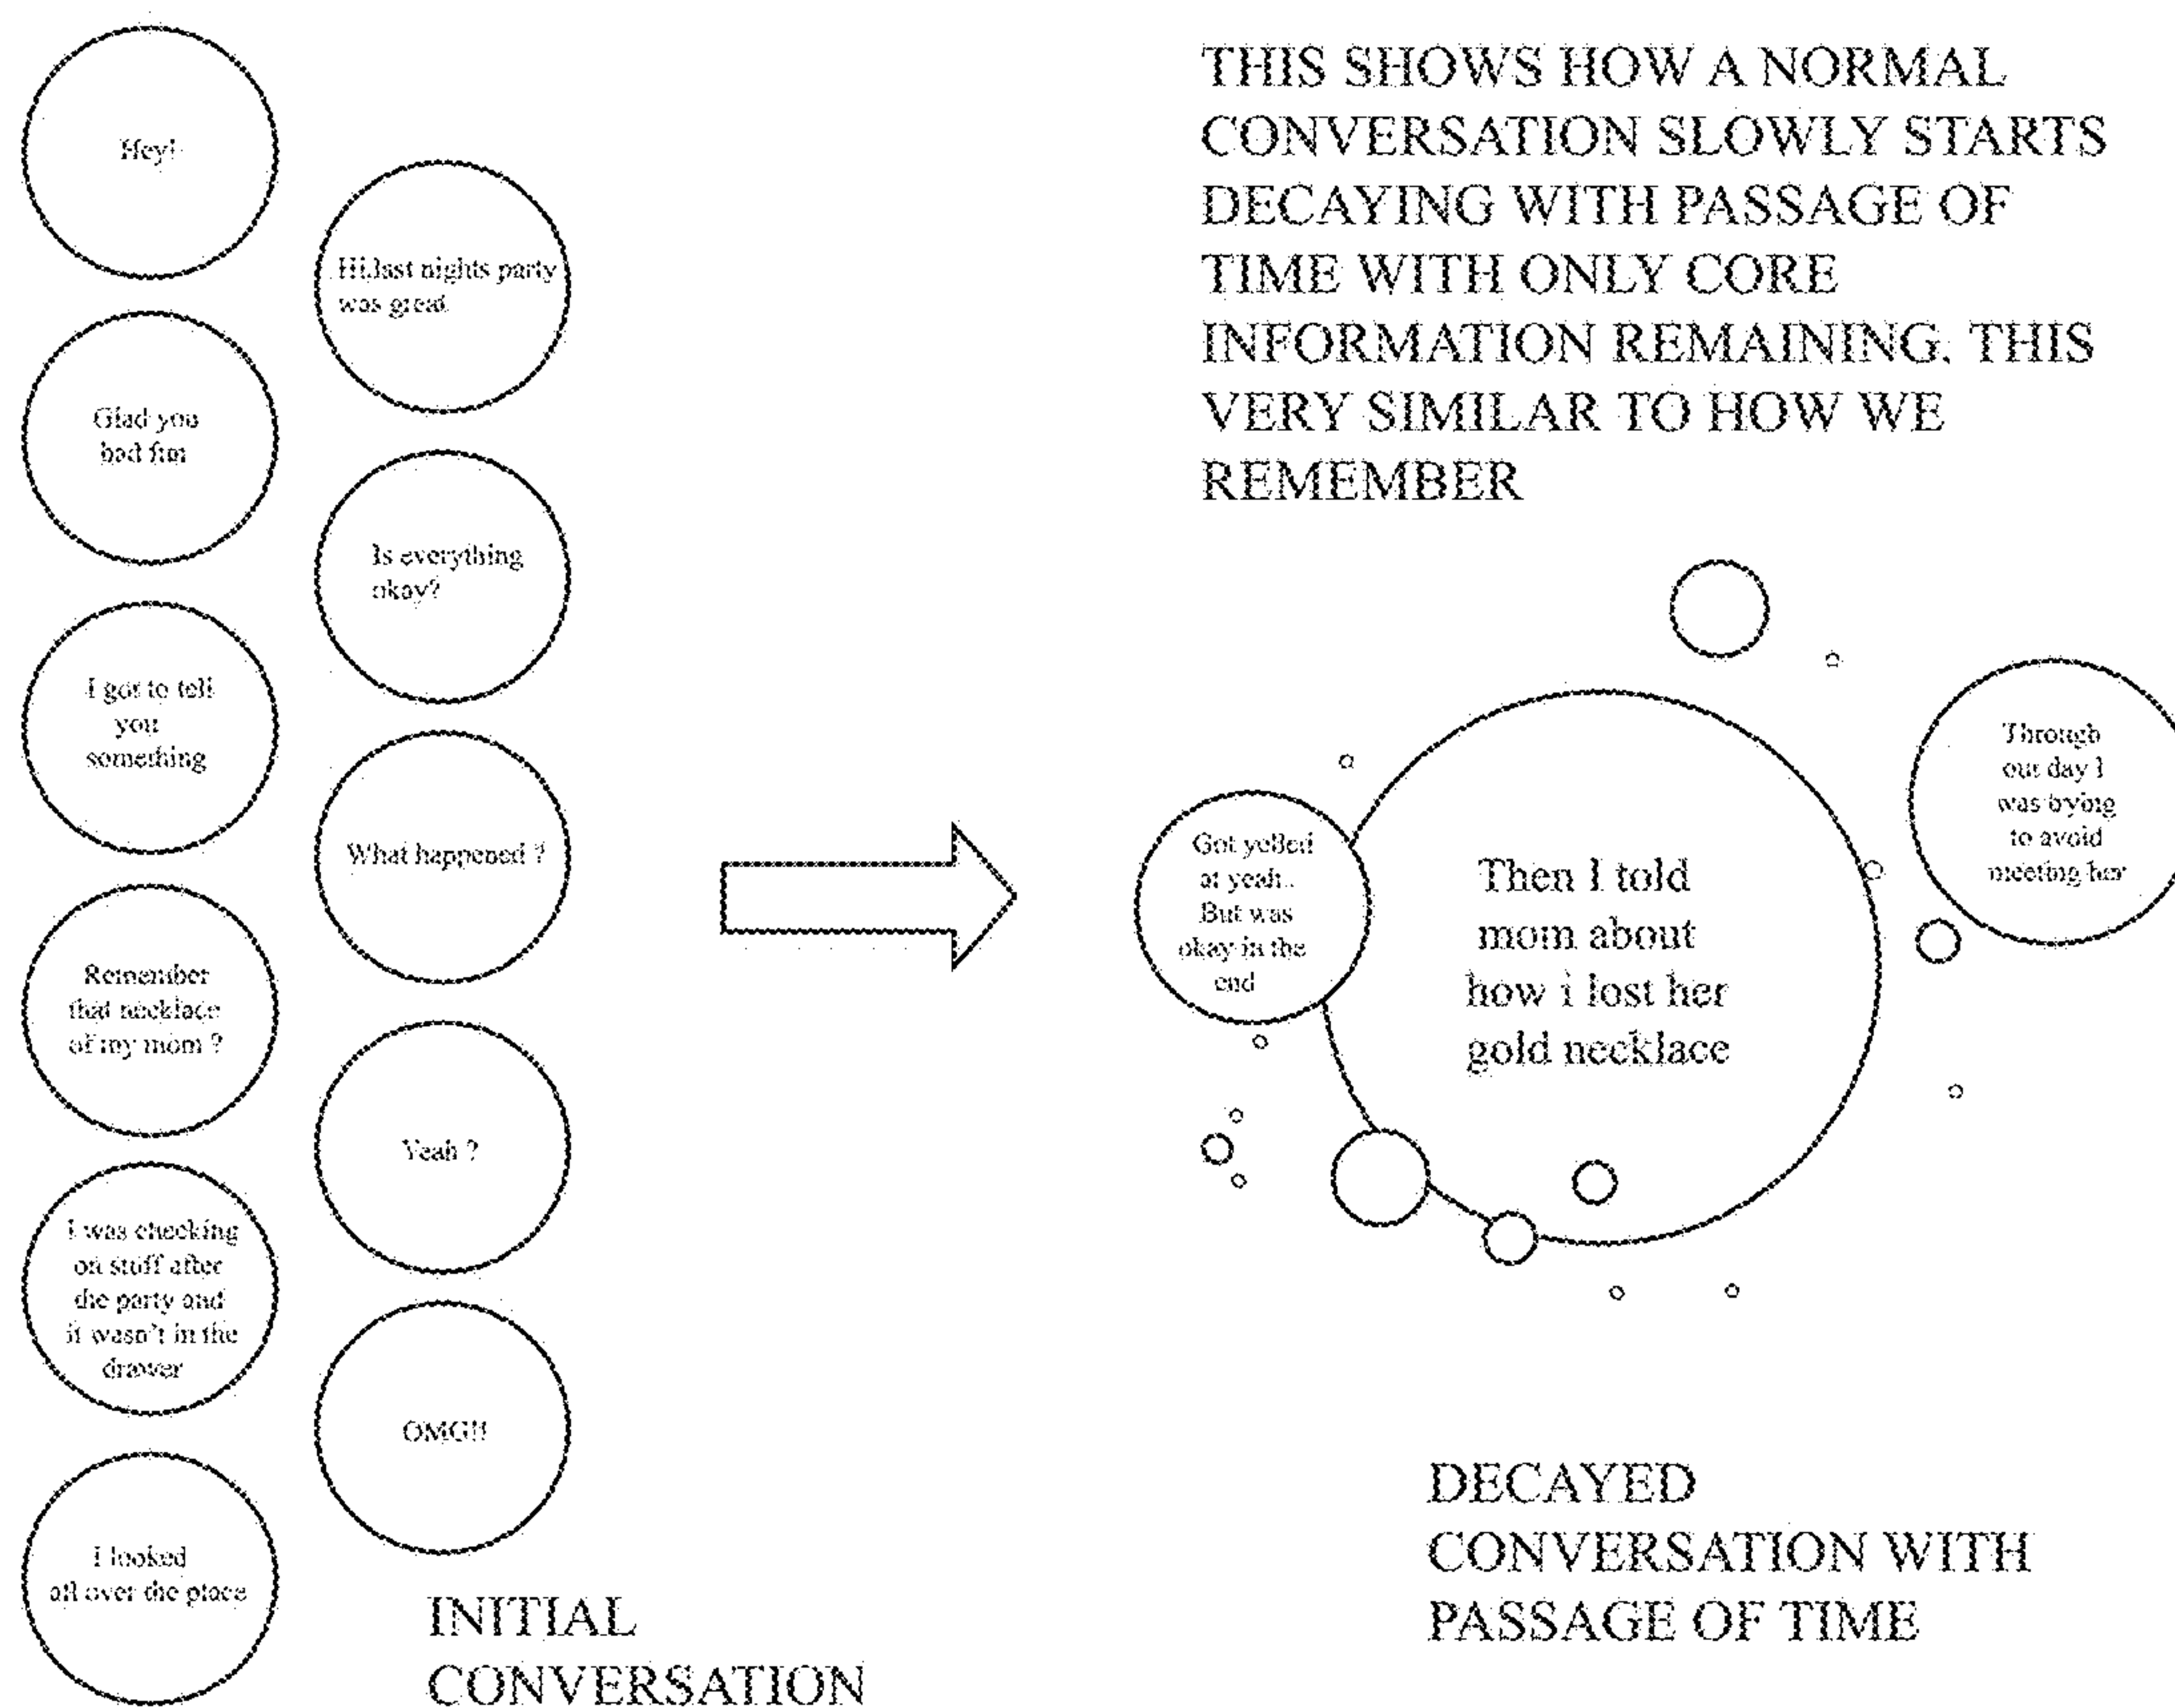 Hey!
Hi.last nights party
was great
Glad you
had fun
Is everything
okay?
I got to tell
you
something
What happened ?
Remember
that necklace
of my mom ?
Yeah ?
I was checking
on stuff after
the party and
it wasn't in the
drawer
OMG!!
I looked
all over the place
INITIAL
CONVERSATION
THIS SHOWS HOW A NORMAL
CONVERSATION SLOWLY STARTS
DECAYING WITH PASSAGE OF
TIME WITH ONLY CORE
INFORMATION REMAINING. THIS
VERY SIMILAR TO HOW WE
REMEMBER
Got yelled
at yeah..
But was
okay in the
end
Then I told
mom about
how i lost her
gold necklace
Through
out day I
was trying
to avoid
meeting her
DECAYED
CONVERSATION WITH
PASSAGE OF TIME